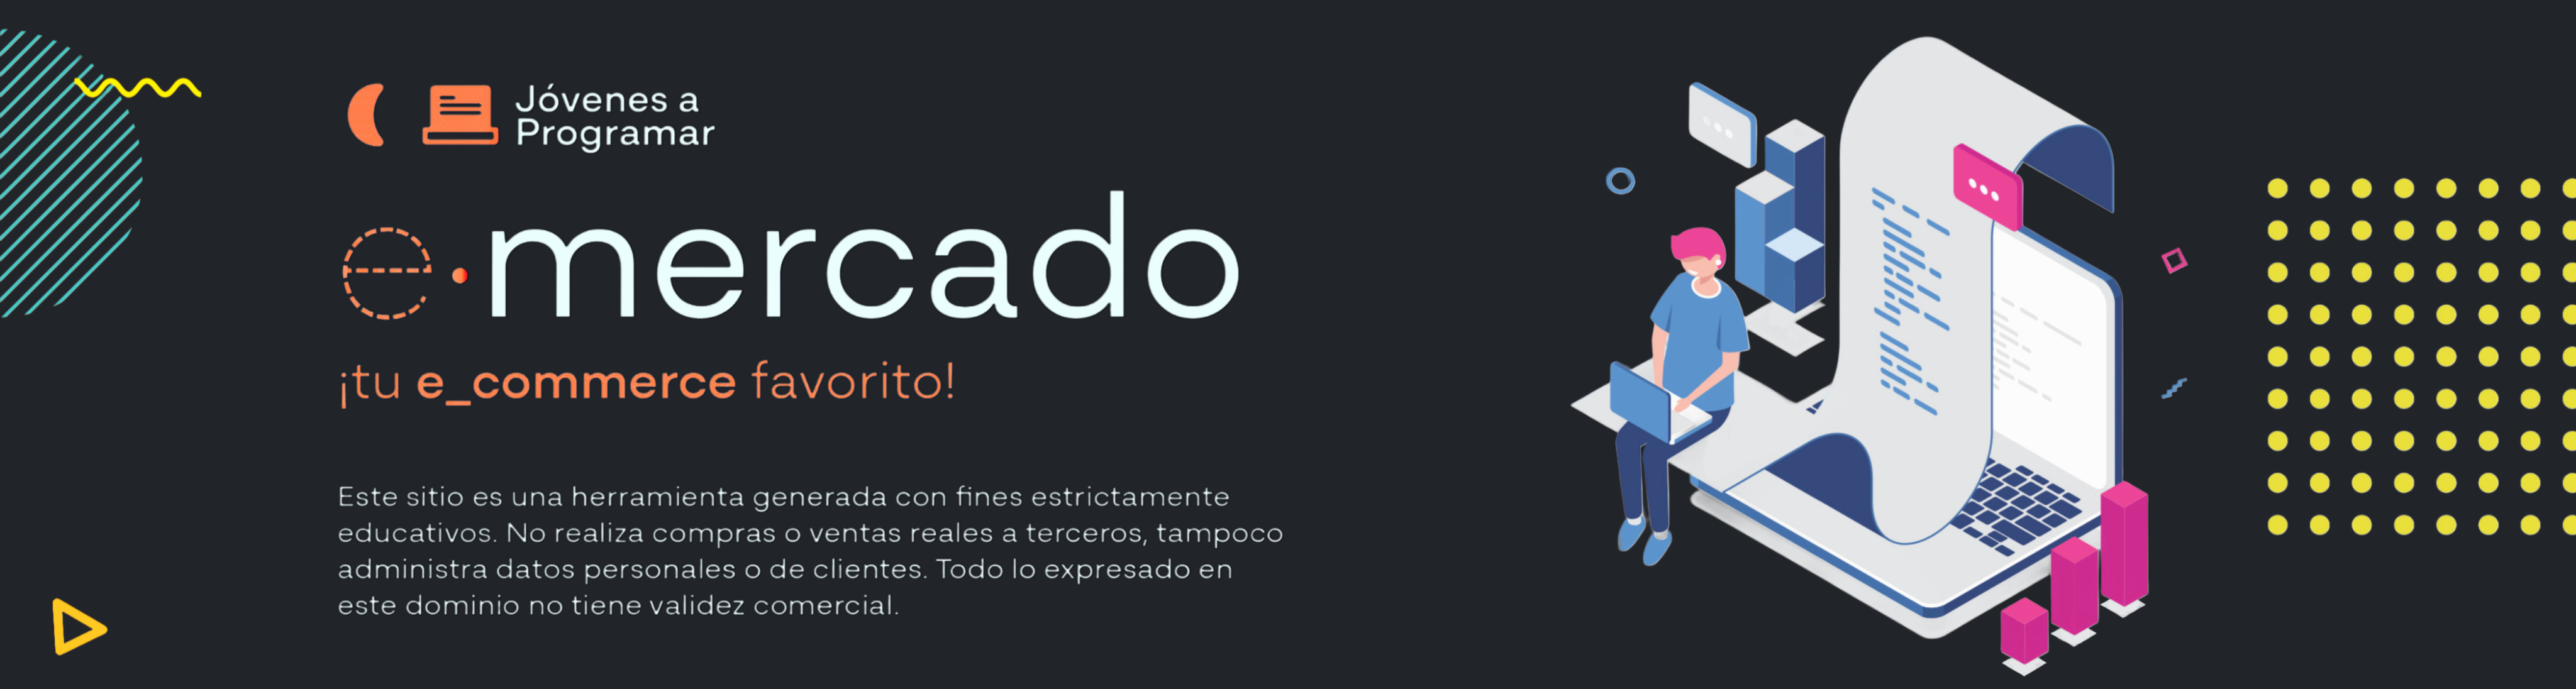 Jóvenes a
Programar
e·mercado
¡tu e_commerce favorito!
Este sitio es una herramienta generada con fines estrictamente
educativos. No realiza compras o ventas reales a terceros, tampoco
administra datos personales o de clientes. Todo lo expresado en
este dominio no tiene validez comercial.